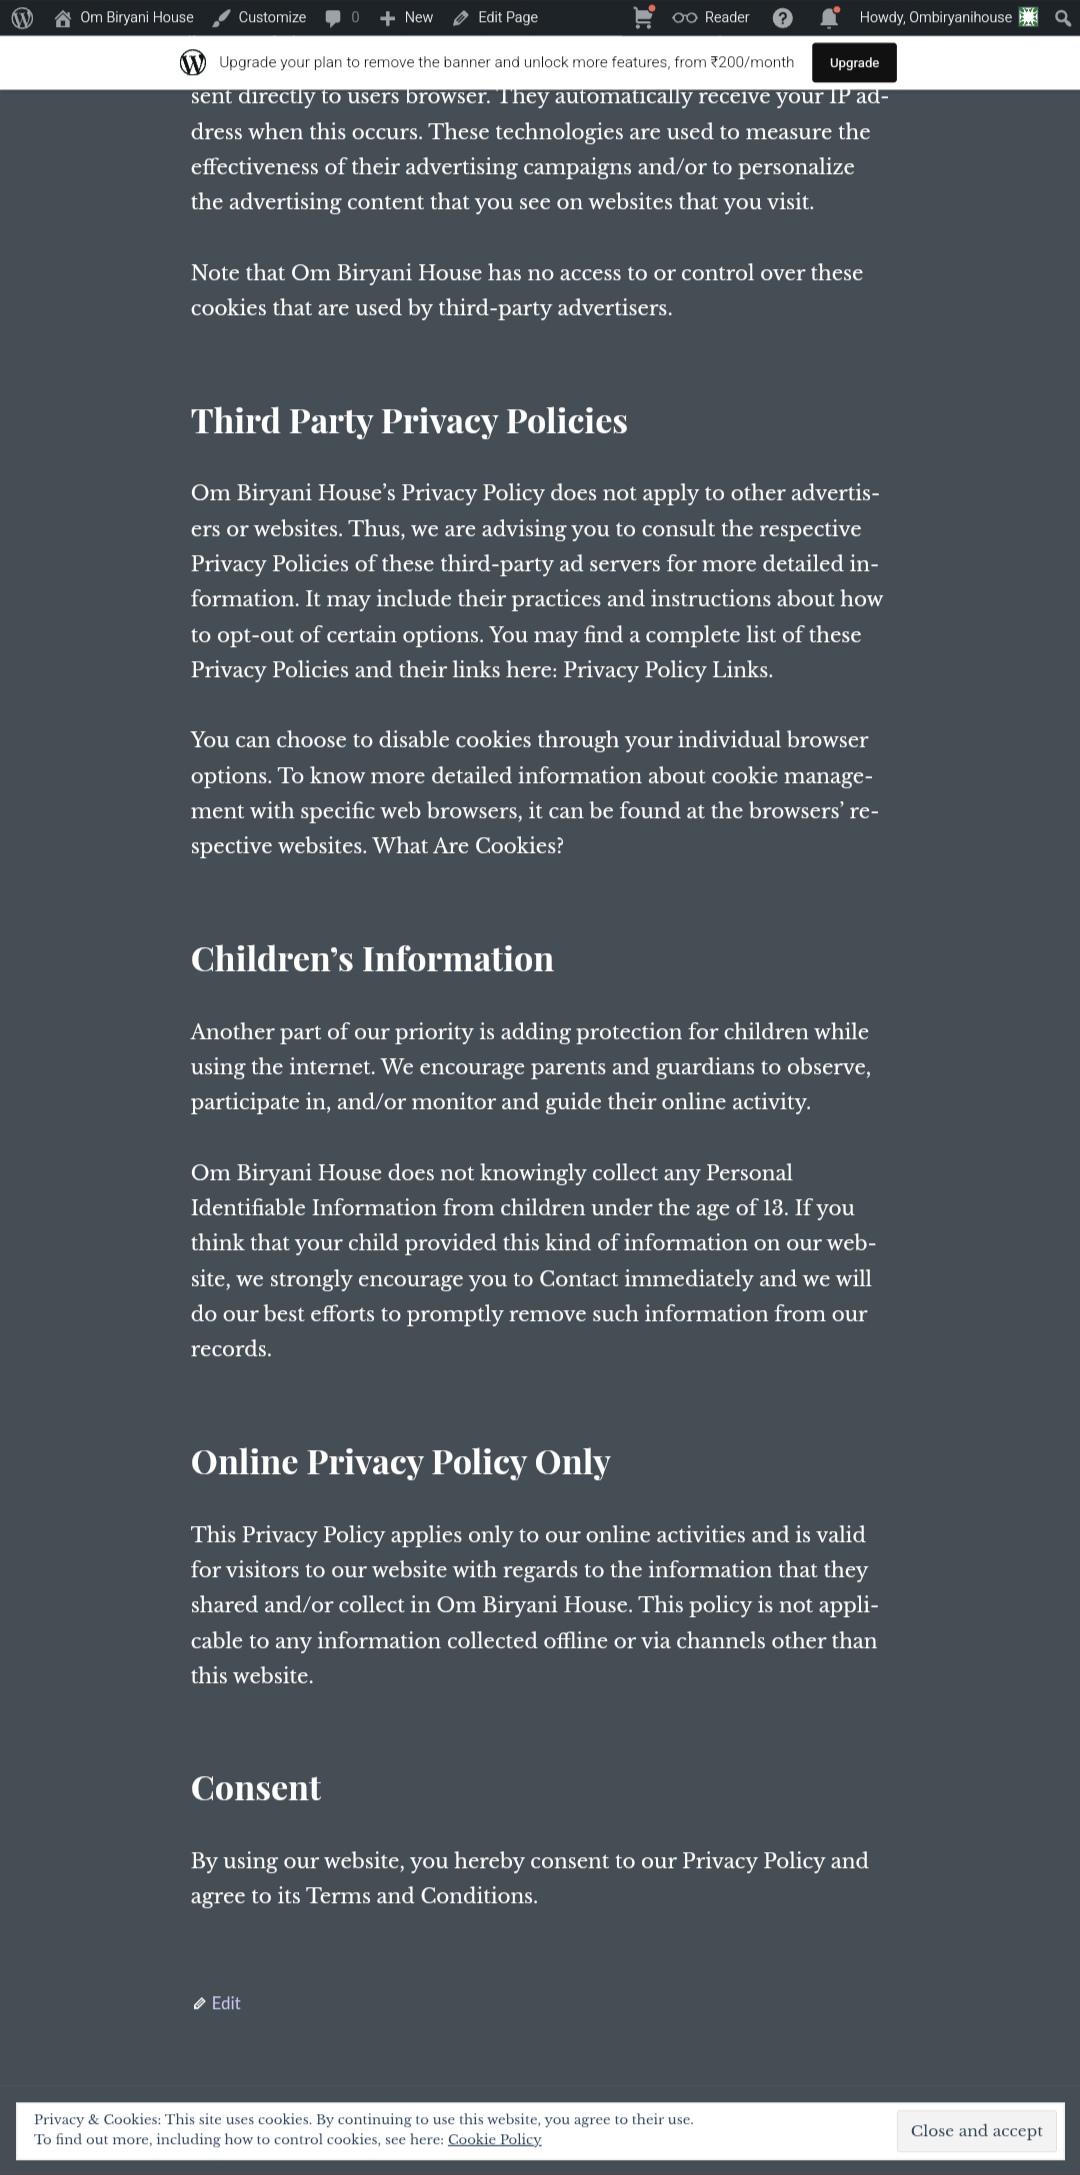 Om Biryani House Customize 0 New Edit Page Reader Howdy, Ombiryanihouse
Upgrade your plan to remove the banner and unlock more features, from ₹200/month Upgrade
sent directly to users browser. They automatically receive your IP ad-
dress when this occurs. These technologies are used to measure the
effectiveness of their advertising campaigns and/or to personalize
the advertising content that you see on websites that you visit.
Note that Om Biryani House has no access to or control over these
cookies that are used by third-party advertisers.
Third Party Privacy Policies
Om Biryani House’s Privacy Policy does not apply to other advertis-
ers or websites. Thus, we are advising you to consult the respective
Privacy Policies of these third-party ad servers for more detailed in-
formation. It may include their practices and instructions about how
to opt-out of certain options. You may find a complete list of these
Privacy Policies and their links here: Privacy Policy Links.
You can choose to disable cookies through your individual browser
options. To know more detailed information about cookie manage-
ment with specific web browsers, it can be found at the browsers’ re-
spective websites. What Are Cookies?
Children’s Information
Another part of our priority is adding protection for children while
using the internet. We encourage parents and guardians to observe,
participate in, and/or monitor and guide their online activity.
Om Biryani House does not knowingly collect any Personal
Identifiable Information from children under the age of 13. If you
think that your child provided this kind of information on our web-
site, we strongly encourage you to Contact immediately and we will
do our best efforts to promptly remove such information from our
records.
Online Privacy Policy Only
This Privacy Policy applies only to our online activities and is valid
for visitors to our website with regards to the information that they
shared and/or collect in Om Biryani House. This policy is not appli-
cable to any information collected offline or via channels other than
this website.
Consent
By using our website, you hereby consent to our Privacy Policy and
agree to its Terms and Conditions.
Edit
Privacy & Cookies: This site uses cookies. By continuing to use this website, you agree to their use.
To find out more, including how to control cookies, see here: Cookie Policy
Close and accept